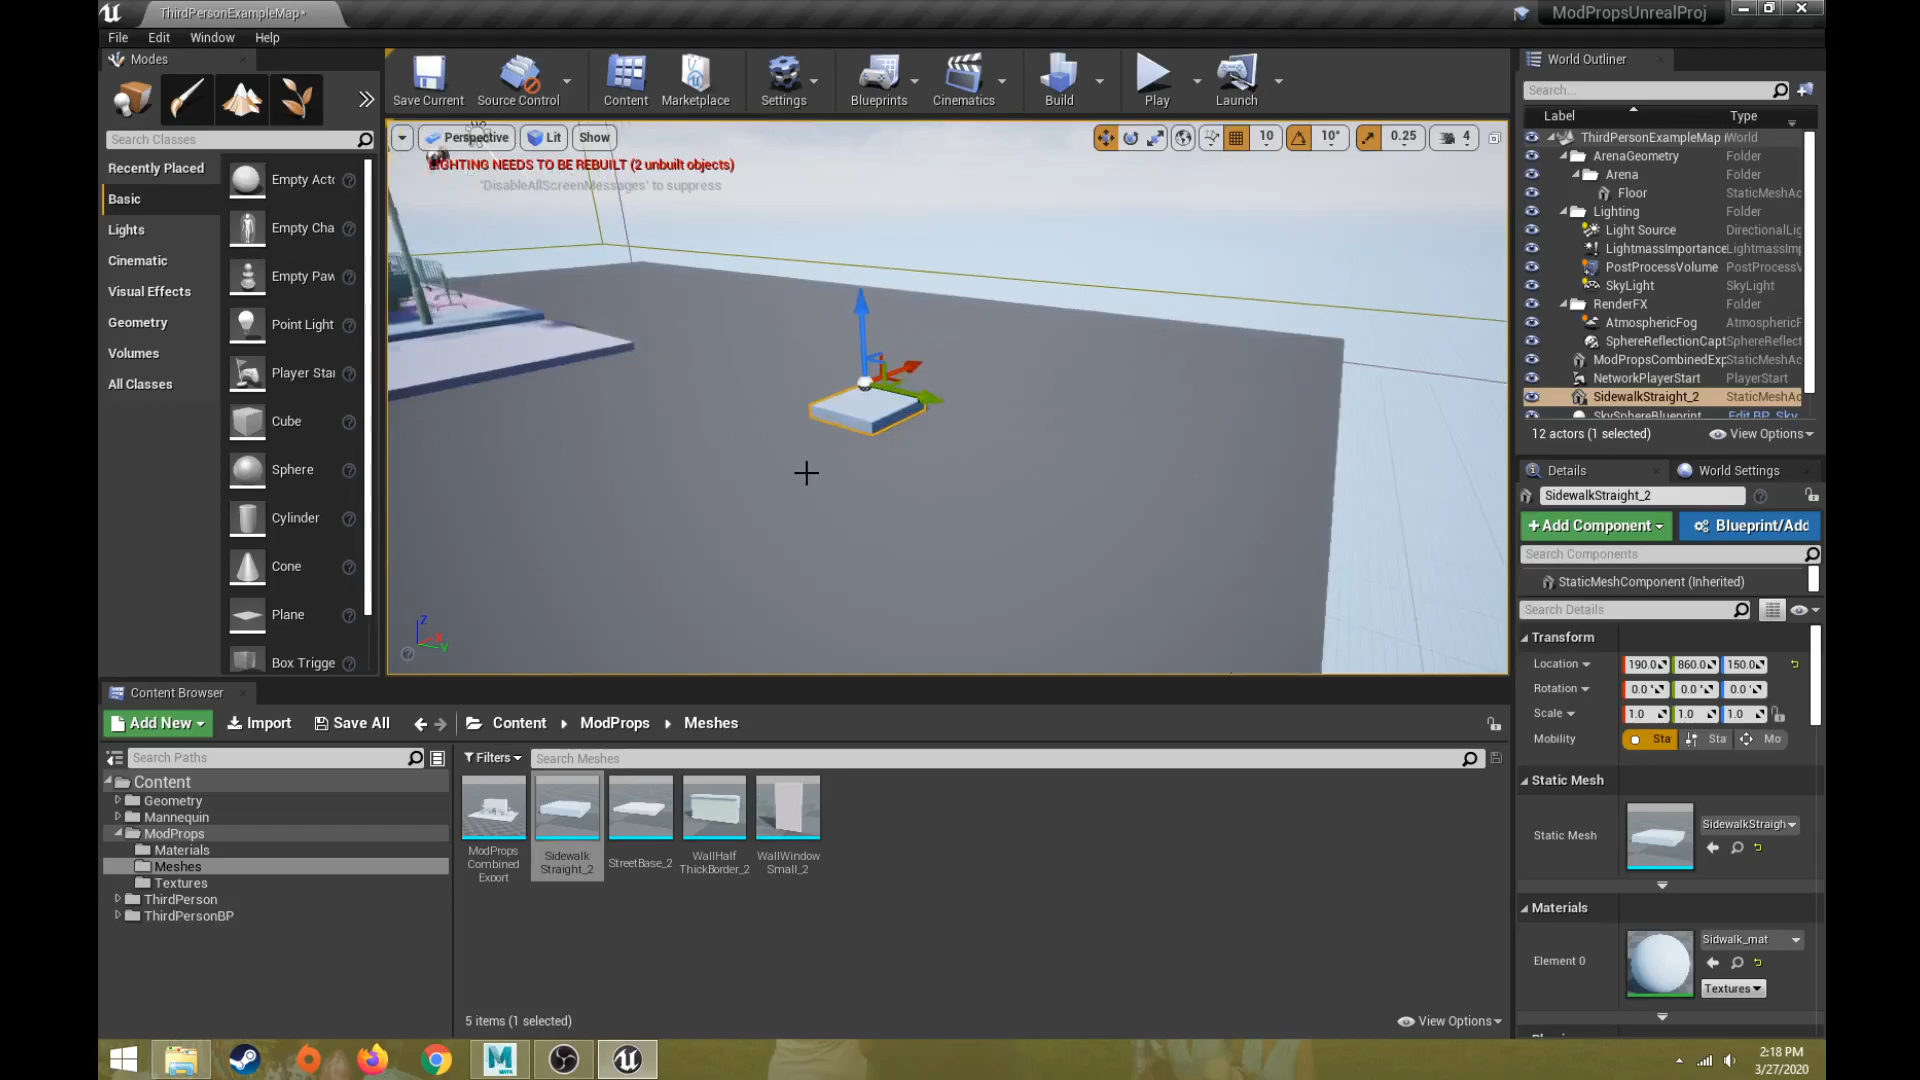 ThirdPersonExampleMap*
ModPropsUnrealProj
File Edit Window Help
Modes
Search Classes
Recently Placed
Basic
Lights
Cinematic
Visual Effects
Geometry
Volumes
All Classes
Empty Acto
Empty Cha
Empty Paw
Point Light
Player Star
Cube
Sphere
Cylinder
Cone
Plane
Box Trigge
Save Current Source Control Content Marketplace Settings Blueprints Cinematics Build Play Launch
Perspective Lit Show
10 10° 0.25 4
LIGHTING NEEDS TO BE REBUILT (2 unbuilt objects)
'DisableAllScreenMessages' to suppress
Z X Y
World Outliner
Search...
Label Type
ThirdPersonExampleMap ( World
ArenaGeometry Folder
Arena Folder
Floor StaticMeshAc
Lighting Folder
Light Source DirectionalLig
LightmassImportance LightmassImp
PostProcessVolume PostProcessV
SkyLight SkyLight
RenderFX Folder
AtmosphericFog AtmosphericF
SphereReflectionCapt SphereReflect
ModPropsCombinedExp StaticMeshAc
NetworkPlayerStart PlayerStart
SidewalkStraight_2 StaticMeshAc
SkySphereBlueprint Edit BP_Sky
12 actors (1 selected) View Options
Details World Settings
SidewalkStraight_2
+Add Component Blueprint/Add
Search Components
StaticMeshComponent (Inherited)
Search Details
Transform
Location 190.0 860.0 150.0
Rotation 0.0 ° 0.0 ° 0.0 °
Scale 1.0 1.0 1.0
Mobility Sta Sta Mo
Static Mesh
Static Mesh SidewalkStraigh
Materials
Element 0 Sidwalk_mat
Textures
Content Browser
Add New Import Save All Content ModProps Meshes
Search Paths
Filters Search Meshes
Content
Geometry
Mannequin
ModProps
Materials
Meshes
Textures
ThirdPerson
ThirdPersonBP
ModProps
Combined
Export
Sidewalk
Straight_2
StreetBase_2
WallHalf
ThickBorder_2
WallWindow
Small_2
5 items (1 selected) View Options
2:18 PM
3/27/2020